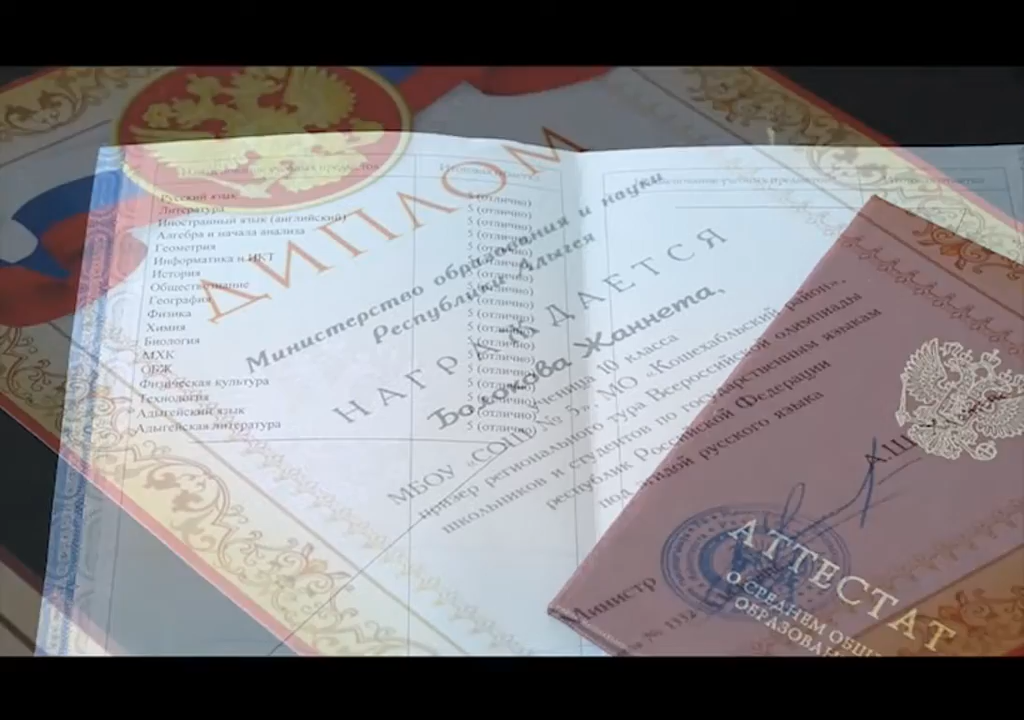 Русский язык 5 (отлично)
Литература 5 (отлично)
Иностранный язык (английский) 5 (отлично)
Алгебра и начала анализа 5 (отлично)
Геометрия 5 (отлично)
Информатика и ИКТ 5 (отлично)
История 5 (отлично)
Обществознание 5 (отлично)
География 5 (отлично)
Физика 5 (отлично)
Химия 5 (отлично)
Биология 5 (отлично)
МХК 5 (отлично)
ОБЖ 5 (отлично)
Физическая культура 5 (отлично)
Технология 5 (отлично)
Адыгейский язык 5 (отлично)
Адыгейская литература 5 (отлично)
ДИПЛОМ
Министерство образования и науки
Республики Адыгея
НАГРАЖДАЕТСЯ
Жаннета,
ученица 10 класса
МБОУ «СОШ № 5» МО «Кошехабльский район»,
призер регионального тура Всероссийской олимпиады
школьников и студентов по государственным языкам
республик Российской Федерации
русского языка
Министр
АТТЕСТАТ
О СРЕДНЕМ ОБЩ
ОБРАЗОВАН